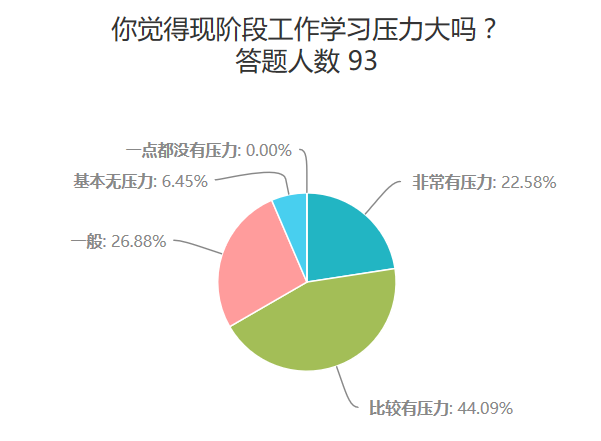 你觉得现阶段工作学习压力大吗？
答题人数 93
一点都没有压力: 0.00%
基本无压力: 6.45%
非常有压力: 22.58%
一般: 26.88%
比较有压力: 44.09%